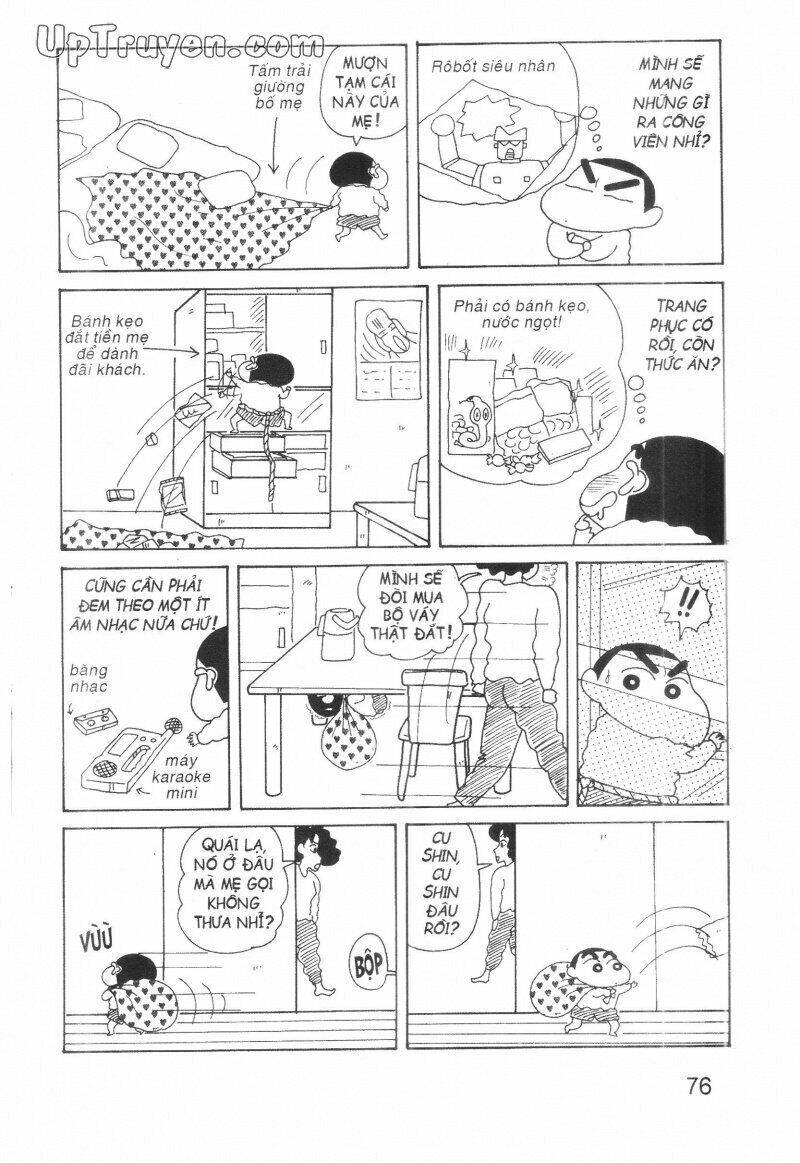 UpTruyen.com
MÌNH SẼ
MANG
NHỮNG GÌ
RA CÔNG
VIÊN NHỈ?
Rôbốt siêu nhân
MƯỢN
TẠM CÁI
NÀY CỦA
MẸ!
Tấm trải
giường
bố mẹ
TRANG
PHỤC CÓ
RỒI, CÒN
THỨC ĂN?
Phải có bánh kẹo,
nước ngọt!
Bánh kẹo
đắt tiền mẹ
để dành
đãi khách.
!!
MÌNH SẼ
ĐÒI MUA
BỘ VÁY
THẬT ĐẮT!
CŨNG CẦN PHẢI
ĐEM THEO MỘT ÍT
ÂM NHẠC NỮA CHỨ!
băng
nhạc
máy
karaoke
mini
CU
SHIN,
CU
SHIN
ĐÂU
RỒI?
QUÁI LẠ,
NÓ Ở ĐÂU
MÀ MẸ GỌI
KHÔNG
THƯA NHỈ?
BỘP
VÙÙ
76